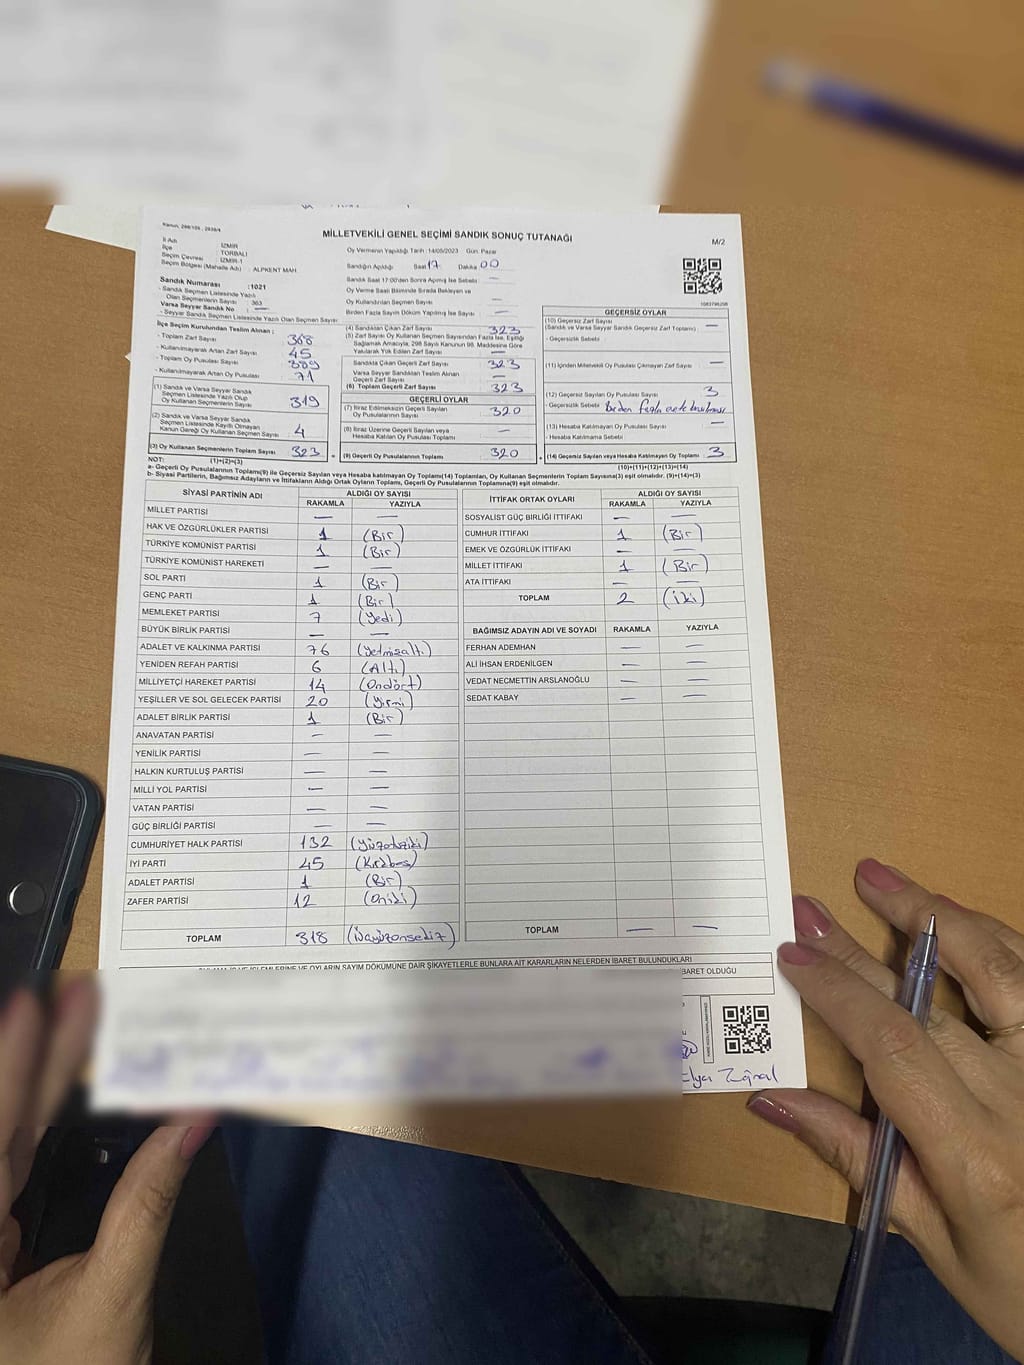 Kanun: 298/105 - 2839/4
MİLLETVEKİLİ GENEL SEÇİMİ SANDIK SONUÇ TUTANAĞI
M/2
İl Adı : İZMİR
İlçe : TORBALI
Seçim Çevresi : İZMİR-1
Seçim Bölgesi (Mahalle Adı) : ALPKENT MAH.
Oy Vermenin Yapıldığı Tarih :14/05/2023 Gün: Pazar
Sandığın Açıldığı Saat 17 Dakika 00
Sandık Saat 17:00'den Sonra Açılmış İse Sebebi —
Oy Verme Saati Bitiminde Sırada Bekleyen ve
Oy Kullandırılan Seçmen Sayısı —
Birden Fazla Sayım Döküm Yapılmış İse Sayısı —
Sandık Numarası :1021
- Sandık Seçmen Listesinde Yazılı
Olan Seçmenlerin Sayısı : 363
Varsa Seyyar Sandık No : —
- Seyyar Sandık Seçmen Listesinde Yazılı Olan Seçmen Sayısı:
İlçe Seçim Kurulundan Teslim Alınan ;
- Toplam Zarf Sayısı 368
- Kullanılmayarak Artan Zarf Sayısı 45
- Toplam Oy Pusulası Sayısı 389
- Kullanılmayarak Artan Oy Pusulası 71
(1) Sandık ve Varsa Seyyar Sandık
Seçmen Listesinde Yazılı Olup
Oy Kullanan Seçmenlerin Sayısı 319
(2) Sandık ve Varsa Seyyar Sandık
Seçmen Listesinde Kayıtlı Olmayan
Kanun Gereği Oy Kullanan Seçmen Sayısı 4
(3) Oy Kullanan Seçmenlerin Toplam Sayısı 323
(1)+(2)=(3)
(4) Sandıktan Çıkan Zarf Sayısı 323
(5) Zarf Sayısı Oy Kullanan Seçmen Sayısından Fazla İse, Eşitliği
Sağlamak Amacıyla, 298 Sayılı Kanunun 98. Maddesine Göre
Yakılarak Yok Edilen Zarf Sayısı —
Sandıkta Çıkan Geçerli Zarf Sayısı 323
Varsa Seyyar Sandıktan Teslim Alınan
Geçerli Zarf Sayısı —
(6) Toplam Geçerli Zarf Sayısı 323
GEÇERLİ OYLAR
(7) İtiraz Edilmeksizin Geçerli Sayılan
Oy Pusulalarının Sayısı 320
(8) İtiraz Üzerine Geçerli Sayılan veya
Hesaba Katılan Oy Pusulası Toplamı —
(9) Geçerli Oy Pusulalarının Toplamı 320
GEÇERSİZ OYLAR
(10) Geçersiz Zarf Sayısı
(Sandık ve Varsa Seyyar Sandık Geçersiz Zarf Toplamı) : —
- Geçersizlik Sebebi
(11) İçinden Milletvekili Oy Pusulası Çıkmayan Zarf Sayısı —
(12) Geçersiz Sayılan Oy Pusulası Sayısı 3
- Geçersizlik Sebebi Birden fazla evete basılması
(13) Hesaba Katılmayan Oy Pusulası Sayısı —
- Hesaba Katılmama Sebebi
(14) Geçersiz Sayılan veya Hesaba Katılmayan Oy Toplamı 3
(10)+(11)+(12)+(13)=(14)
NOT:
a- Geçerli Oy Pusulalarının Toplamı(9) ile Geçersiz Sayılan veya Hesaba katılmayan Oy Toplamı(14) Toplamları, Oy Kullanan Seçmenlerin Toplam Sayısına(3) eşit olmalıdır. (9)+(14)=(3)
b- Siyasi Partilerin, Bağımsız Adayların ve İttifakların Aldığı Ortak Oyların Toplamı, Geçerli Oy Pusulalarının Toplamına(9) eşit olmalıdır.
SİYASİ PARTİNİN ADI ALDIĞI OY SAYISI
RAKAMLA YAZIYLA
MİLLET PARTİSİ — —
HAK VE ÖZGÜRLÜKLER PARTİSİ 1 (Bir)
TÜRKİYE KOMÜNİST PARTİSİ 1 (Bir)
TÜRKİYE KOMÜNİST HAREKETİ — —
SOL PARTİ 1 (Bir)
GENÇ PARTİ 1 (Bir)
MEMLEKET PARTİSİ 7 (Yedi)
BÜYÜK BİRLİK PARTİSİ — —
ADALET VE KALKINMA PARTİSİ 76 (Yetmişaltı)
YENİDEN REFAH PARTİSİ 6 (Altı)
MİLLİYETÇİ HAREKET PARTİSİ 14 (Ondört)
YEŞİLLER VE SOL GELECEK PARTİSİ 20 (Yirmi)
ADALET BİRLİK PARTİSİ 1 (Bir)
ANAVATAN PARTİSİ — —
YENİLİK PARTİSİ — —
HALKIN KURTULUŞ PARTİSİ — —
MİLLİ YOL PARTİSİ — —
VATAN PARTİSİ — —
GÜÇ BİRLİĞİ PARTİSİ — —
CUMHURİYET HALK PARTİSİ 132 (Yüzotuziki)
İYİ PARTİ 45 (Kırkbeş)
ADALET PARTİSİ 1 (Bir)
ZAFER PARTİSİ 12 (Oniki)
TOPLAM 318 (Üçyüzonsekiz)
İTTİFAK ORTAK OYLARI ALDIĞI OY SAYISI
RAKAMLA YAZIYLA
SOSYALİST GÜÇ BİRLİĞİ İTTİFAKI — —
CUMHUR İTTİFAKI 1 (Bir)
EMEK VE ÖZGÜRLÜK İTTİFAKI — —
MİLLET İTTİFAKI 1 (Bir)
ATA İTTİFAKI — —
TOPLAM 2 (İki)
BAĞIMSIZ ADAYIN ADI VE SOYADI RAKAMLA YAZIYLA
FERHAN ADEMHAN — —
ALİ İHSAN ERDENİLGEN — —
VEDAT NECMETTİN ARSLANOĞLU — —
SEDAT KABAY — —
TOPLAM — —
OYLARIN SAYIM DÖKÜMÜNE DAİR ŞİKAYETLERLE BUNLARA AİT KARARLARIN NELERDEN İBARET BULUNDUKLARI
BARET OLDUĞU